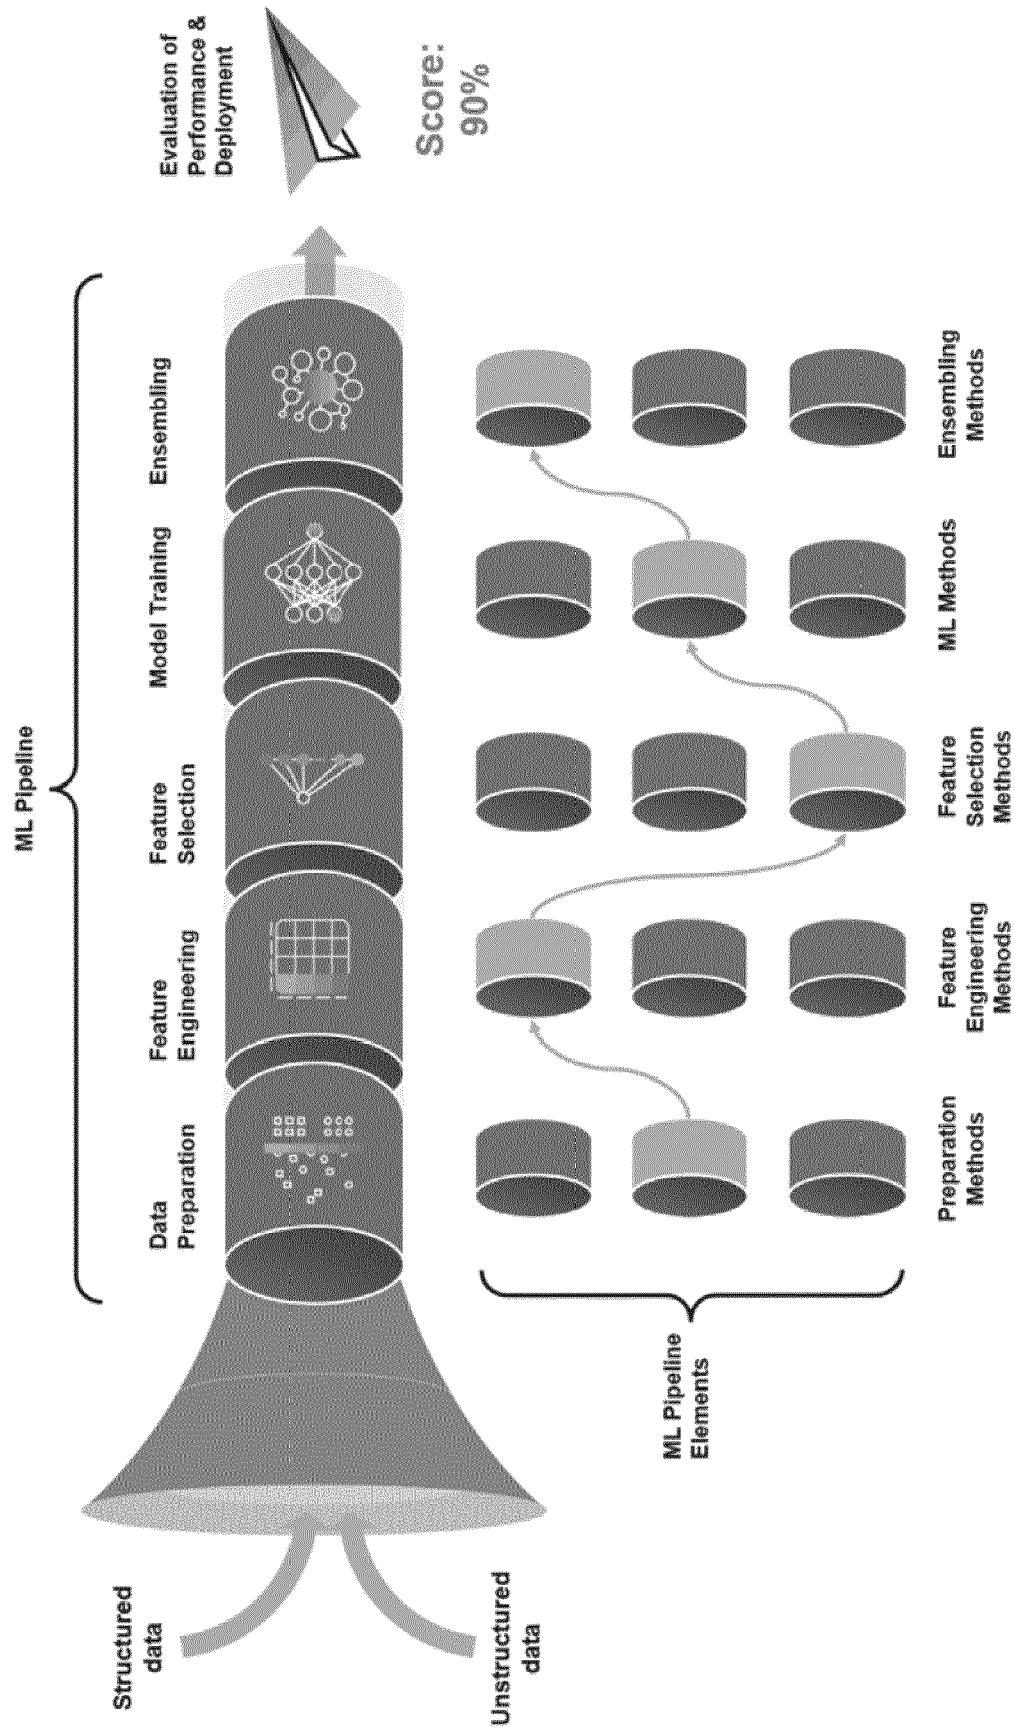 ML Pipeline
Structured
data
Unstructured
data
Data
Preparation
Feature
Engineering
Feature
Selection
Model Training
Ensembling
Evaluation of
Performance &
Deployment
Score:
90%
ML Pipeline
Elements
Preparation
Methods
Feature
Engineering
Methods
Feature
Selection
Methods
ML Methods
Ensembling
Methods